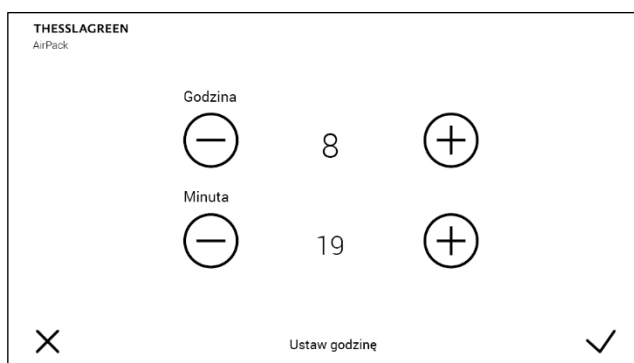 THESSLAGREEN
AirPack
Godzina
8
Minuta
19
Ustaw godzinę